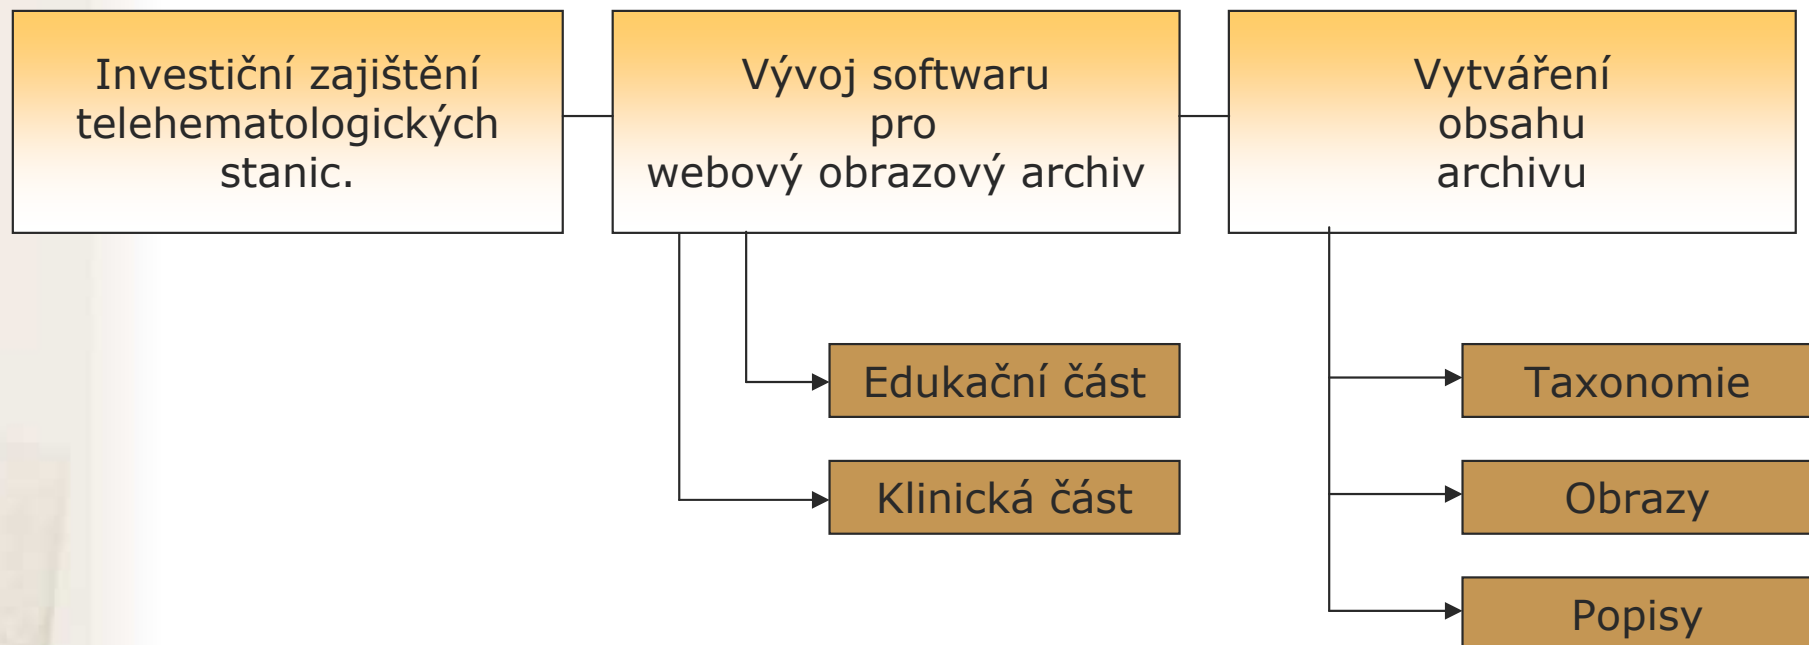 Investiční zajištění
telehematologických
stanic.
Vývoj softwaru
pro
webový obrazový archiv
Vytváření
obsahu
archivu
Edukační část
Klinická část
Taxonomie
Obrazy
Popisy